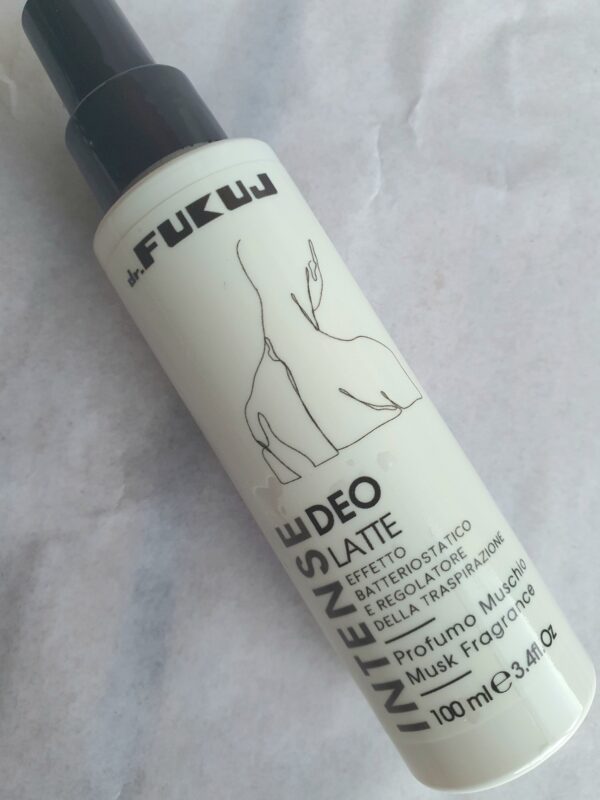 dr. FUKUJ
INTENSE
DEO
LATTE
EFFETTO
BATTERIOSTATICO
E REGOLATORE
DELLA TRASPIRAZIONE
Profumo Muschio
Musk Fragrance
100 ml ℮ 3.4fl.Oz